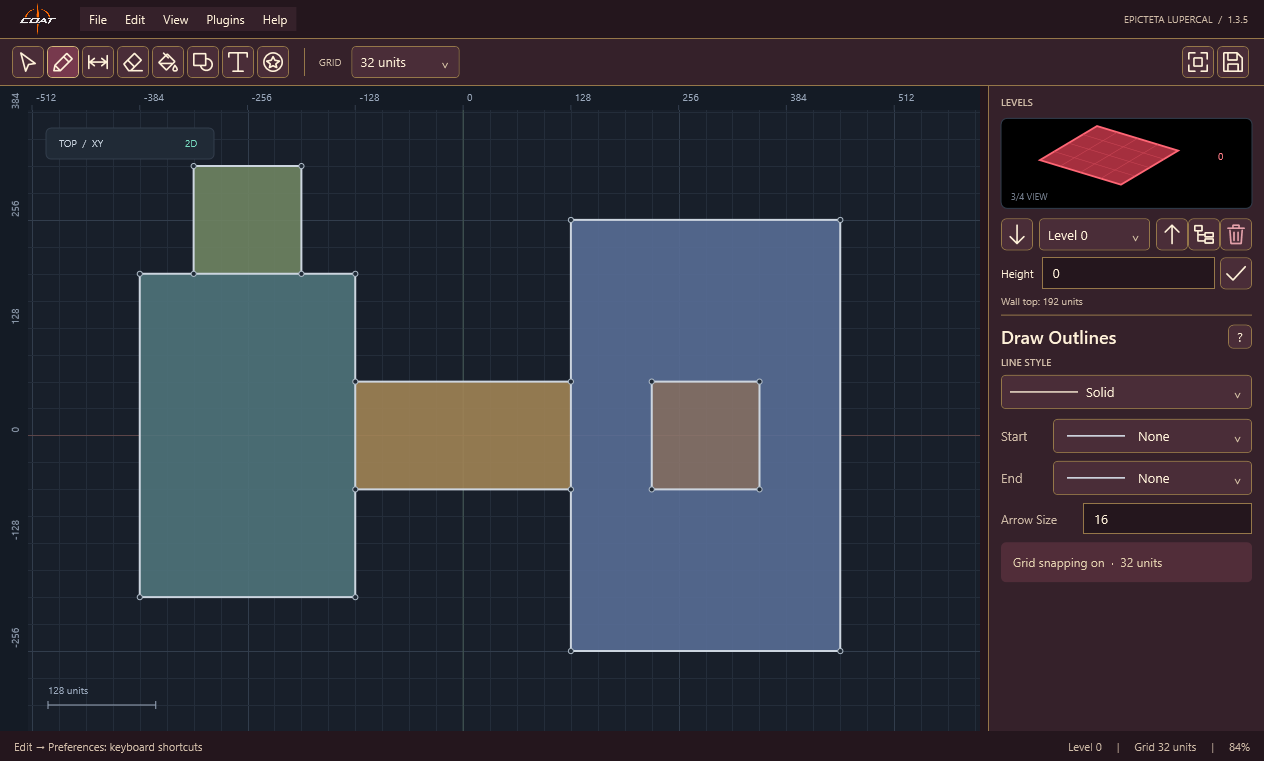 COAT
File Edit View Plugins Help
EPICTETA LUPERCAL / 1.3.5
GRID 32 units
-512 -384 -256 -128 0 128 256 384 512
384
256
128
0
-128
-256
TOP / XY 2D
128 units
LEVELS
0
3/4 VIEW
Level 0
Height 0
Wall top: 192 units
Draw Outlines ?
LINE STYLE
Solid
Start None
End None
Arrow Size 16
Grid snapping on · 32 units
Edit → Preferences: keyboard shortcuts
Level 0 | Grid 32 units | 84%